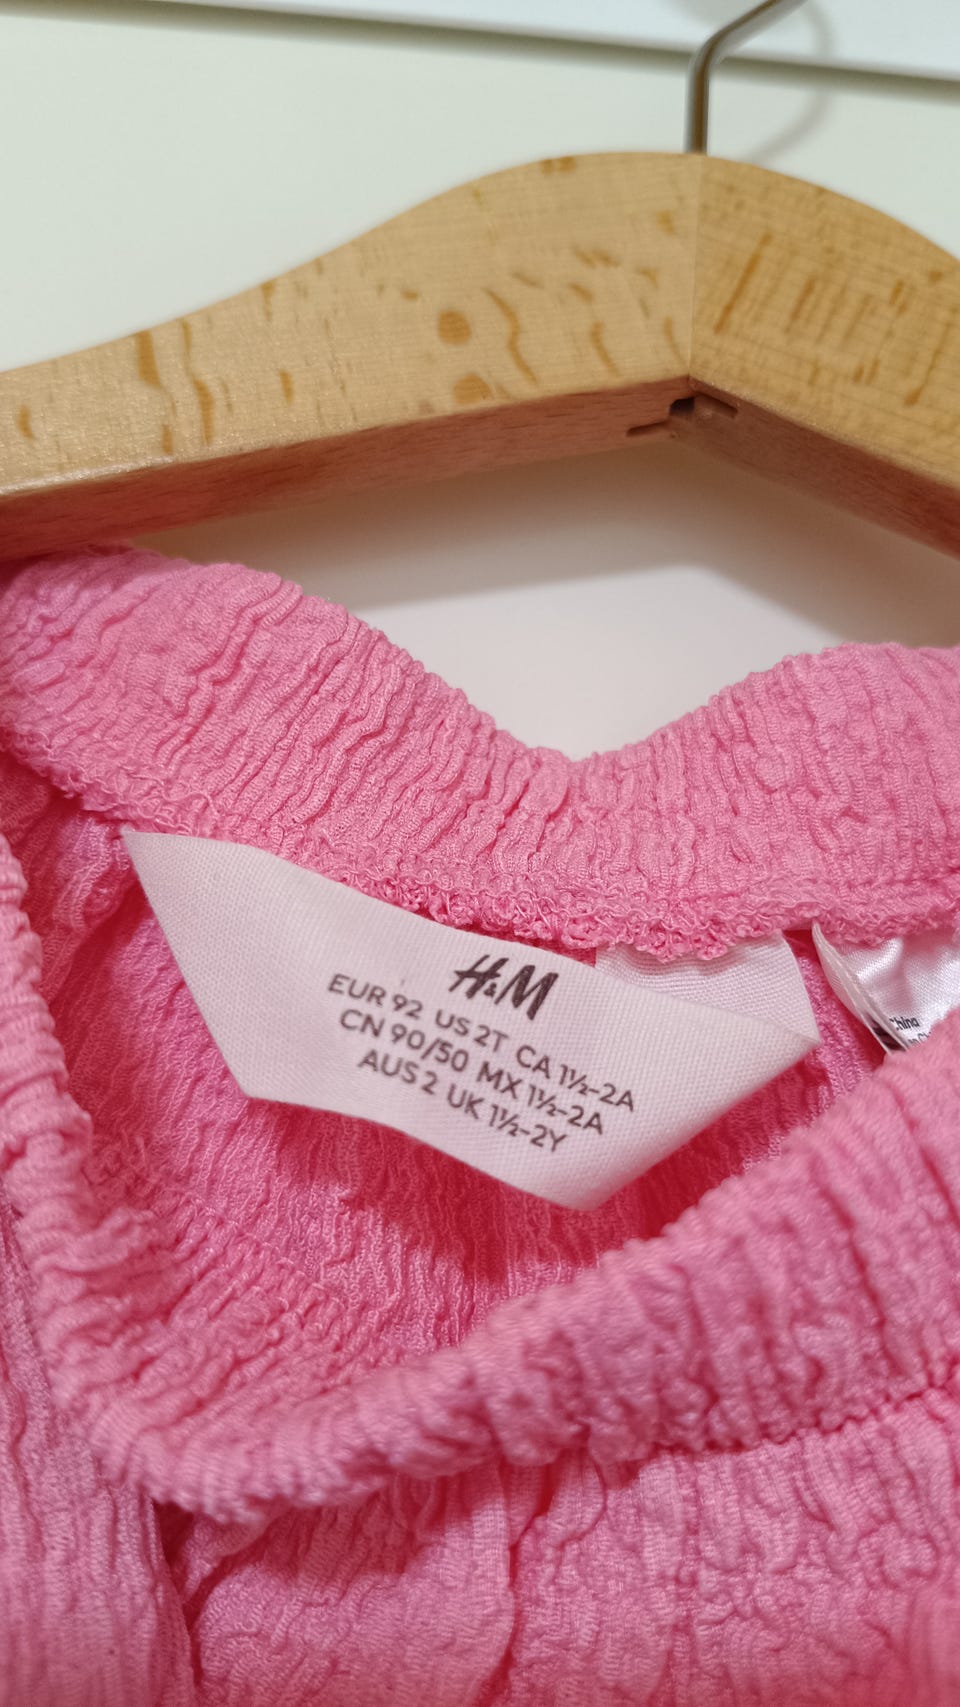 H&M
EUR 92 US 2T CA 1½-2A
CN 90/50 MX 1½-2A
AUS 2 UK 1½-2Y
China